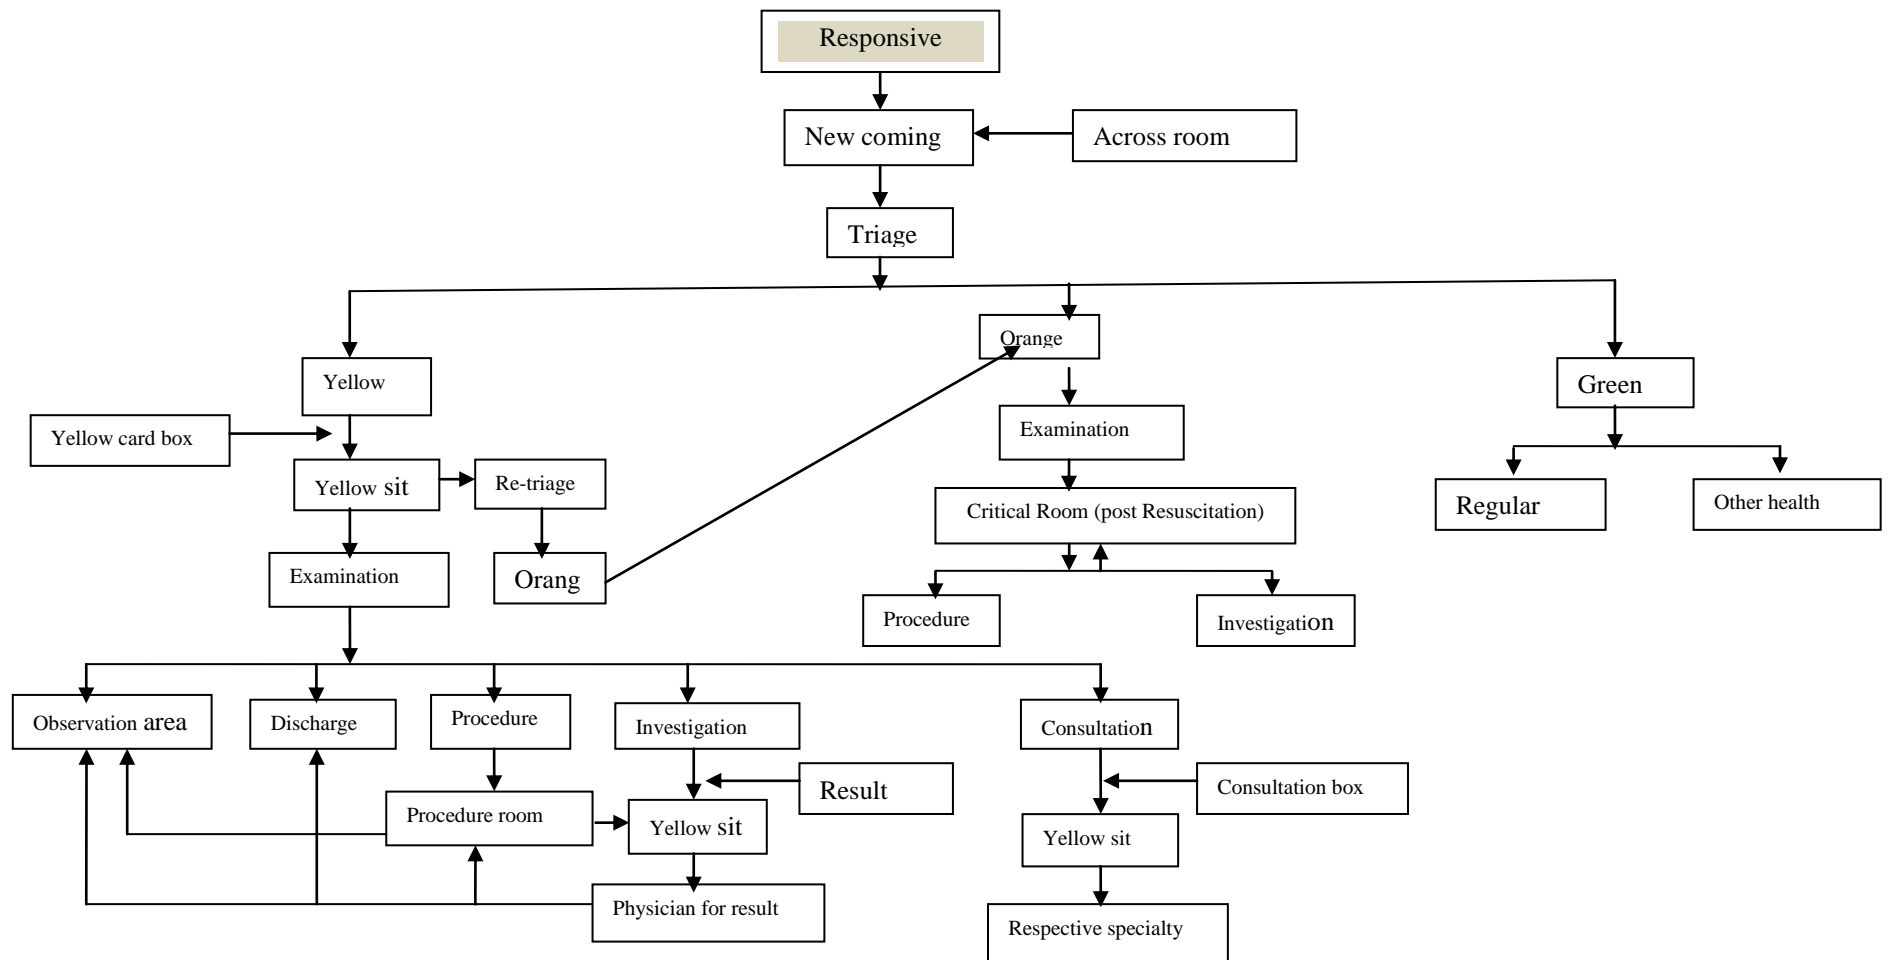 Responsive
New coming
Across room
Triage
Orange
Yellow
Green
Yellow card box
Examination
Yellow sit
Re-triage
Regular
Other health
Critical Room (post Resuscitation)
Examination
Orang
Procedure
Investigation
Observation area
Discharge
Procedure
Investigation
Consultation
Result
Consultation box
Procedure room
Yellow sit
Yellow sit
Physician for result
Respective specialty